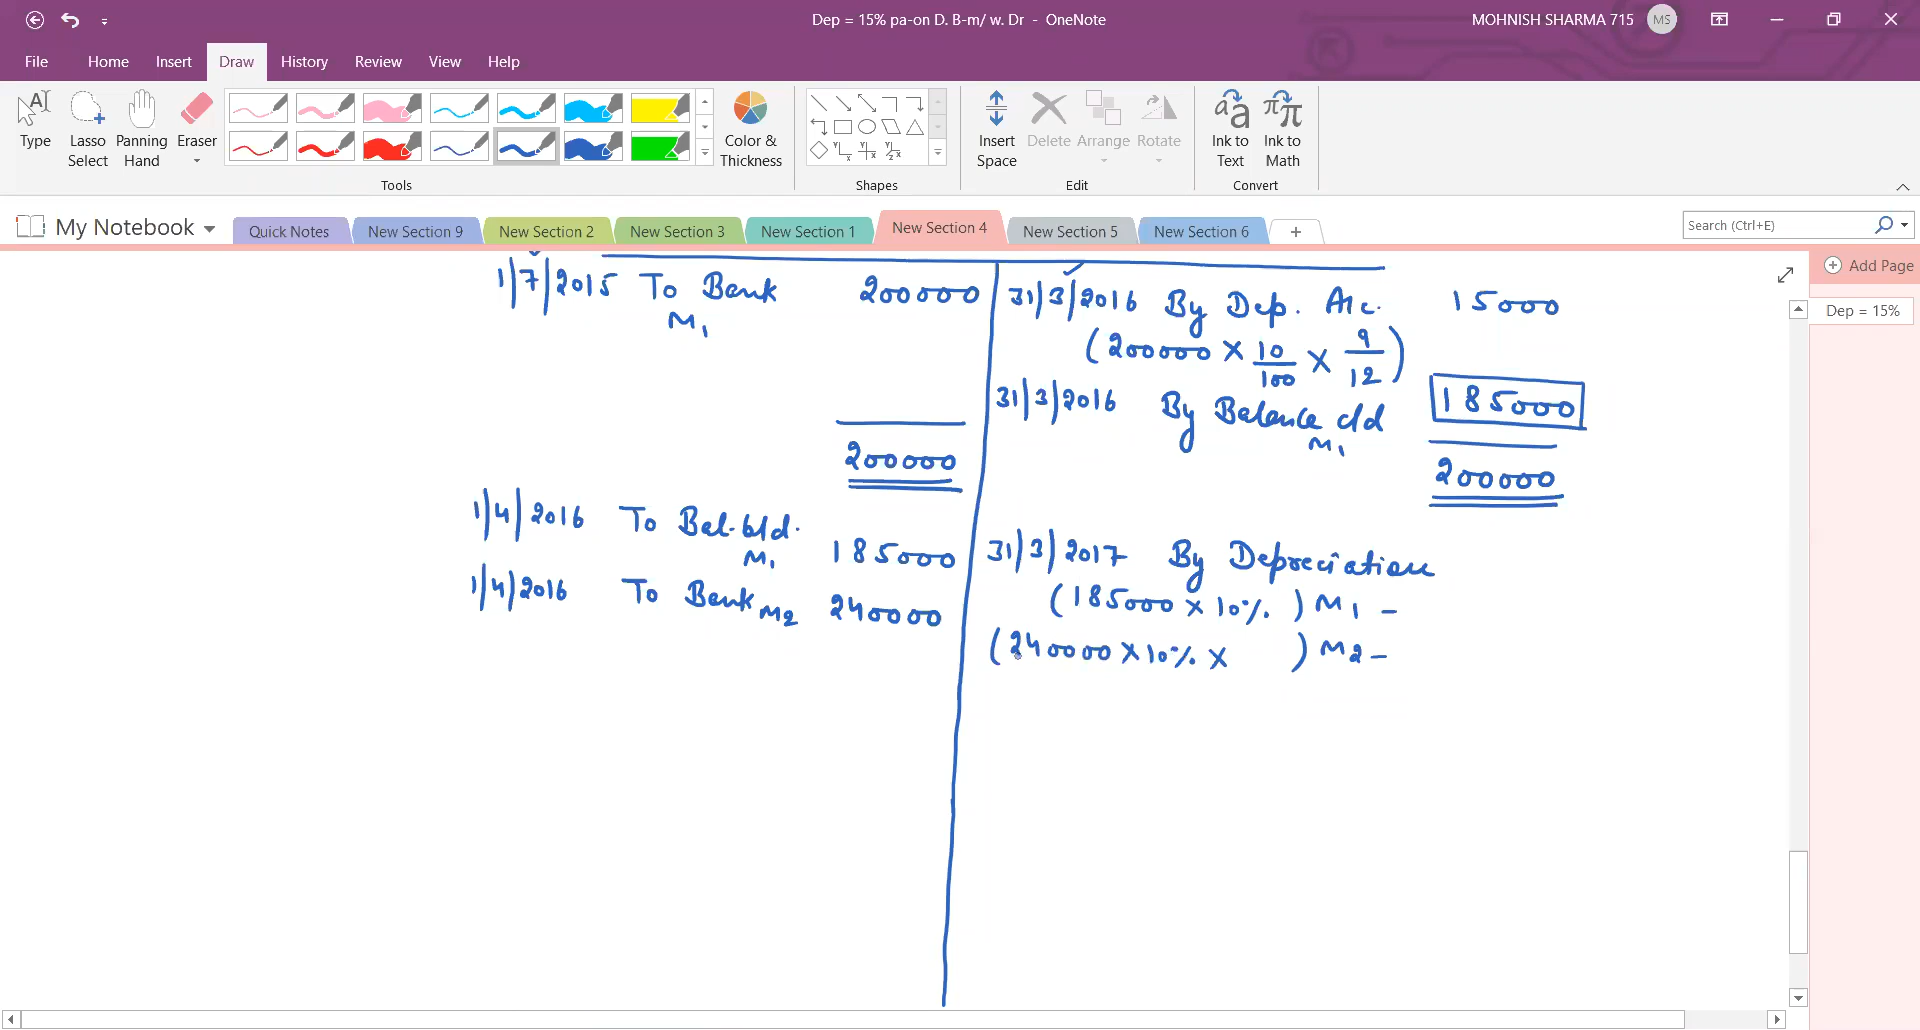 Dep = 15% pa-on D. B-m/ w. Dr - OneNote
MOHNISH SHARMA 715
MS
File Home Insert Draw History Review View Help
Type
Lasso Select
Panning Hand
Eraser
Color & Thickness
Insert Space
Delete
Arrange
Rotate
Ink to Text
Ink to Math
Tools
Shapes
Edit
Convert
My Notebook
Quick Notes
New Section 9
New Section 2
New Section 3
New Section 1
New Section 4
New Section 5
New Section 6
Search (Ctrl+E)
Add Page
Dep = 15%
1/7/2015 To Bank 200000
M1
200000
1/4/2016 To Bal. b/d. 185000
M1
1/4/2016 To Bank M2 240000
31/3/2016 By Dep. A/c. 15000
(200000 × 10/100 × 9/12)
31/3/2016 By Balance c/d 185000
M1
200000
31/3/2017 By Depreciation
(185000 × 10% ) M1 -
(240000 × 10% × ) M2 -